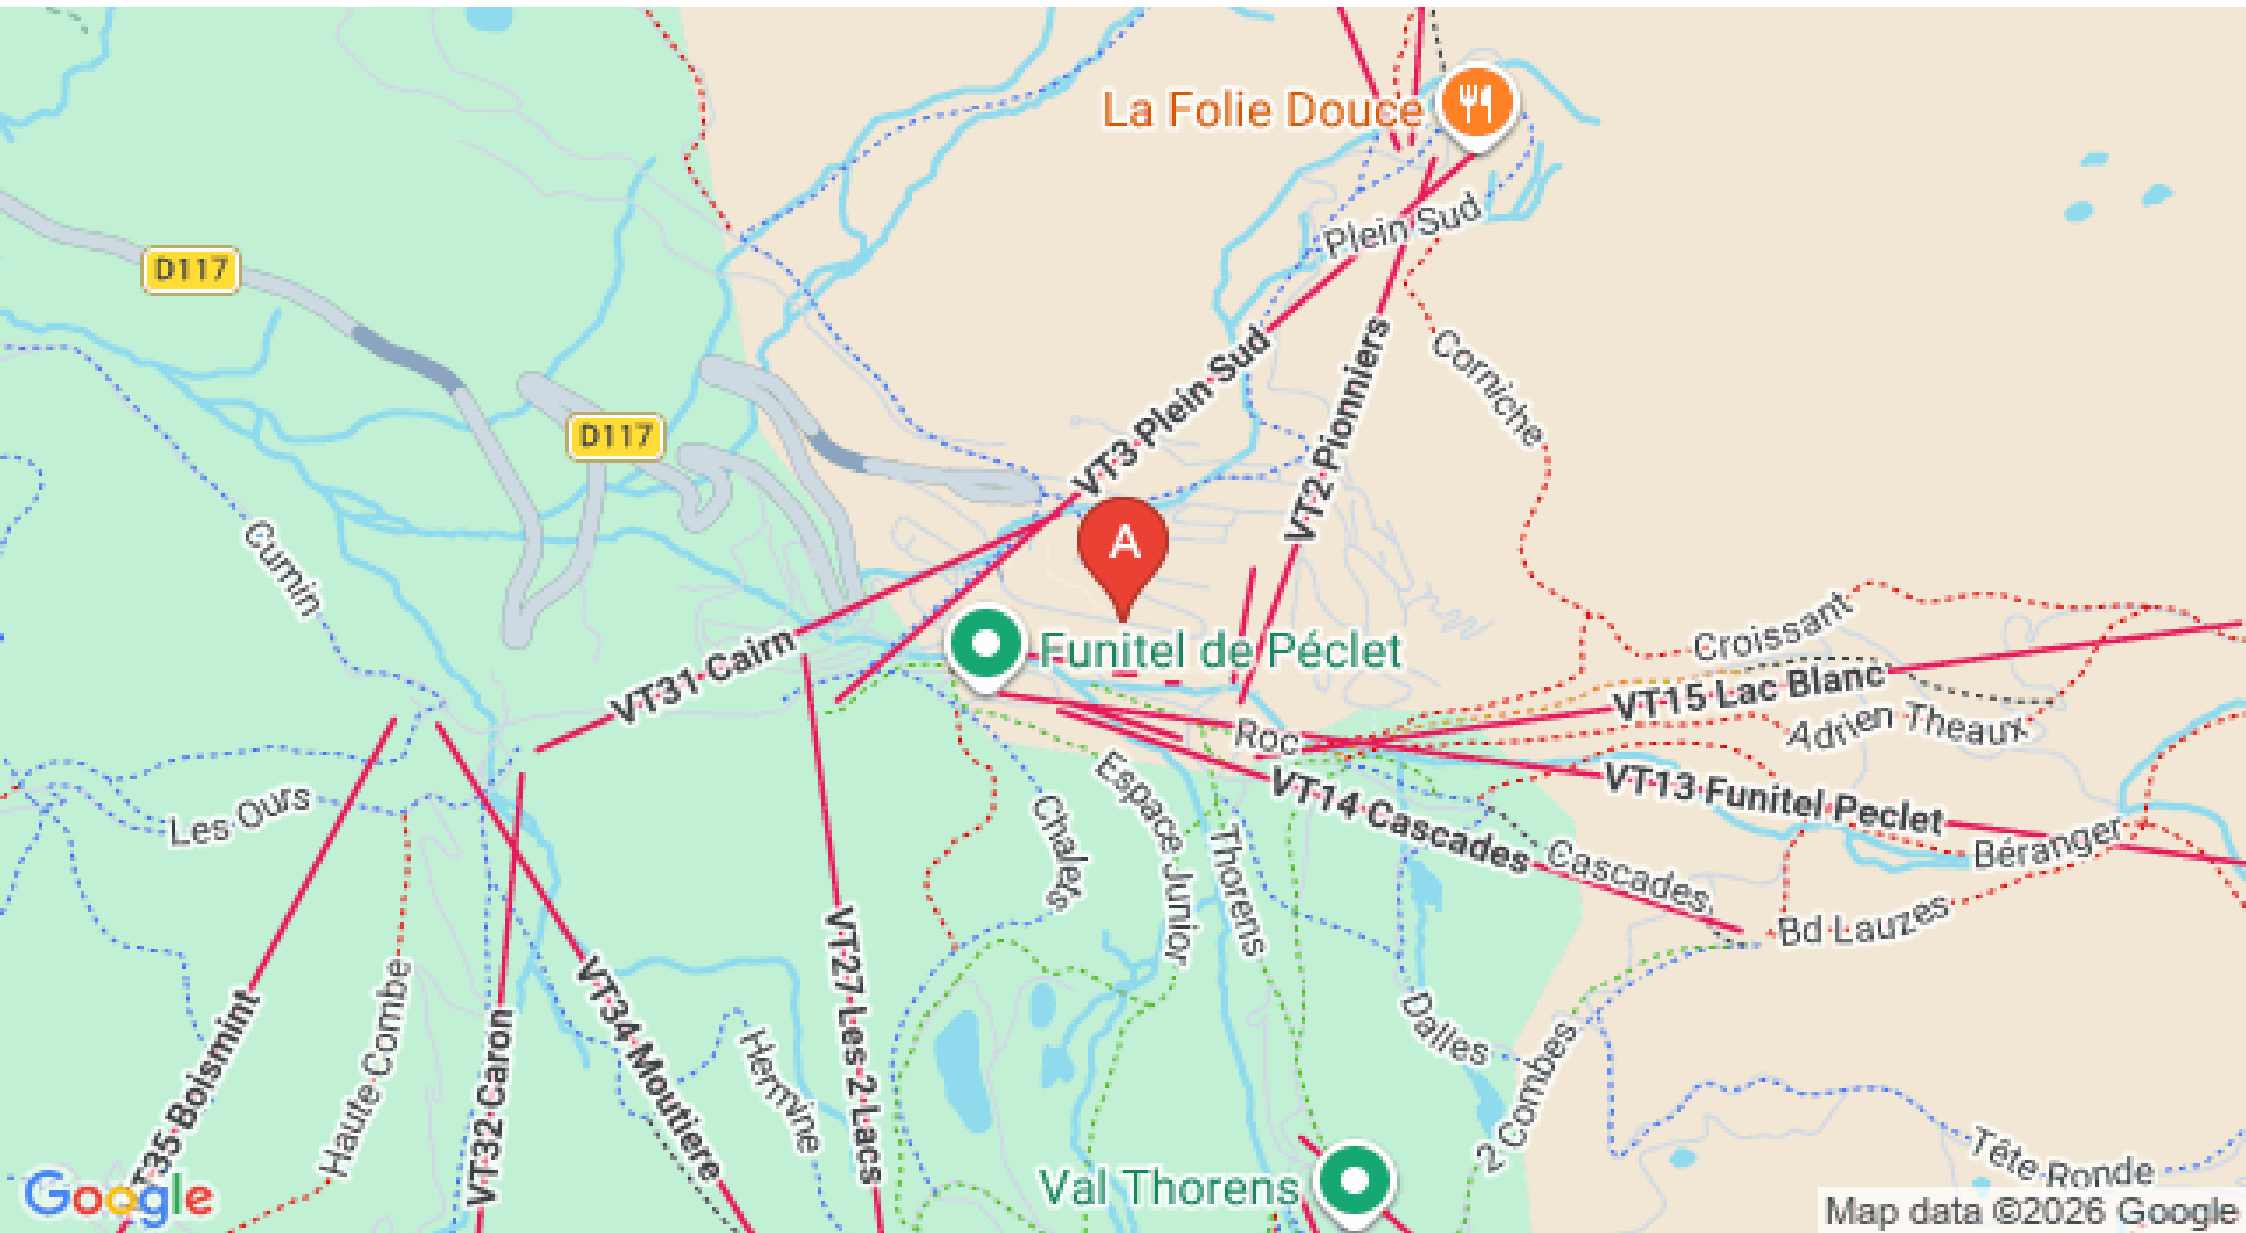 La Folie Douce
Plein Sud
D117
VT3 Plein Sud
VT2 Pionniers
Corniche
D117
A
Cumin
Croissant
Funitel de Péclet
VT31 Cairn
VT15 Lac Blanc
Adrien Theaux
Roc
Les Ours
Espace Junior
VT13 Funitel Peclet
VT14 Cascades
Chalets
Thorens
Cascades
Béranger
Bd Lauzes
VT27 Les 2 Lacs
VT34 Moutiere
Haute Combe
VT32 Caron
T35 Boismint
Hermine
Dalles
2 Combes
Tête Ronde
Val Thorens
Google
Map data ©2026 Google